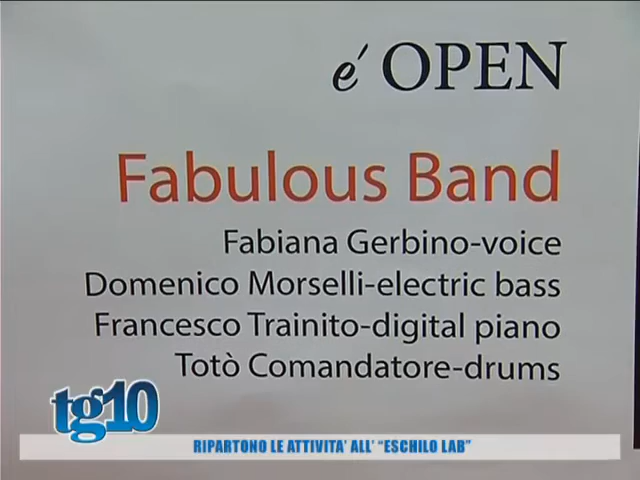 é OPEN
Fabulous Band
Fabiana Gerbino-voice
Domenico Morselli-electric bass
Francesco Trainito-digital piano
Totò Comandatore-drums
tg10
RIPARTONO LE ATTIVITA' ALL' "ESCHILO LAB"